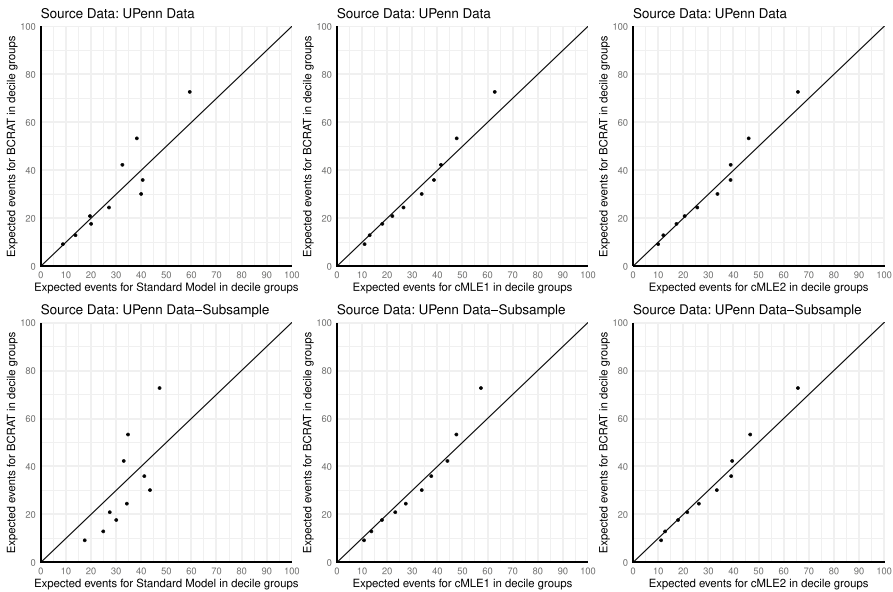 Source Data: UPenn Data
Source Data: UPenn Data
Source Data: UPenn Data
Expected events for BCRAT in decile groups
100
80
60
40
20
0
0 10 20 30 40 50 60 70 80 90 100
Expected events for Standard Model in decile groups
Expected events for BCRAT in decile groups
100
80
60
40
20
0
0 10 20 30 40 50 60 70 80 90 100
Expected events for cMLE1 in decile groups
Expected events for BCRAT in decile groups
100
80
60
40
20
0
0 10 20 30 40 50 60 70 80 90 100
Expected events for cMLE2 in decile groups
Source Data: UPenn Data−Subsample
Source Data: UPenn Data−Subsample
Source Data: UPenn Data−Subsample
Expected events for BCRAT in decile groups
100
80
60
40
20
0
0 10 20 30 40 50 60 70 80 90 100
Expected events for Standard Model in decile groups
Expected events for BCRAT in decile groups
100
80
60
40
20
0
0 10 20 30 40 50 60 70 80 90 100
Expected events for cMLE1 in decile groups
Expected events for BCRAT in decile groups
100
80
60
40
20
0
0 10 20 30 40 50 60 70 80 90 100
Expected events for cMLE2 in decile groups